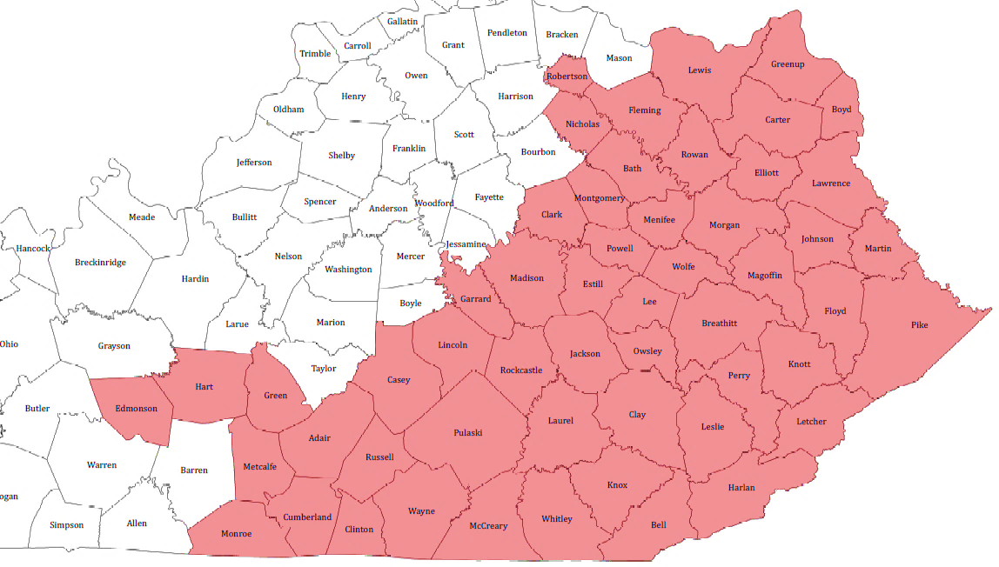 Gallatin
Pendleton
Bracken
Carroll
Grant
Trimble
Mason
Lewis
Greenup
Owen
Robertson
Henry
Harrison
Oldham
Fleming
Boyd
Carter
Nicholas
Scott
Franklin
Bourbon
Shelby
Rowan
Jefferson
Bath
Elliott
Lawrence
Spencer
Fayette
Montgomery
Woodford
Anderson
Clark
Meade
Bullitt
Menifee
Morgan
Johnson
Jessamine
Hancock
Powell
Martin
Nelson
Mercer
Breckinridge
Washington
Wolfe
Magoffin
Hardin
Madison
Estill
Garrard
Lee
Boyle
Floyd
Larue
Marion
Breathitt
Pike
Ohio
Grayson
Lincoln
Owsley
Jackson
Taylor
Rockcastle
Knott
Perry
Casey
Hart
Green
Butler
Edmonson
Clay
Laurel
Letcher
Leslie
Pulaski
Adair
Russell
Warren
Metcalfe
Barren
Knox
Harlan
ogan
Wayne
Cumberland
Whitley
Allen
Simpson
McCreary
Bell
Clinton
Monroe